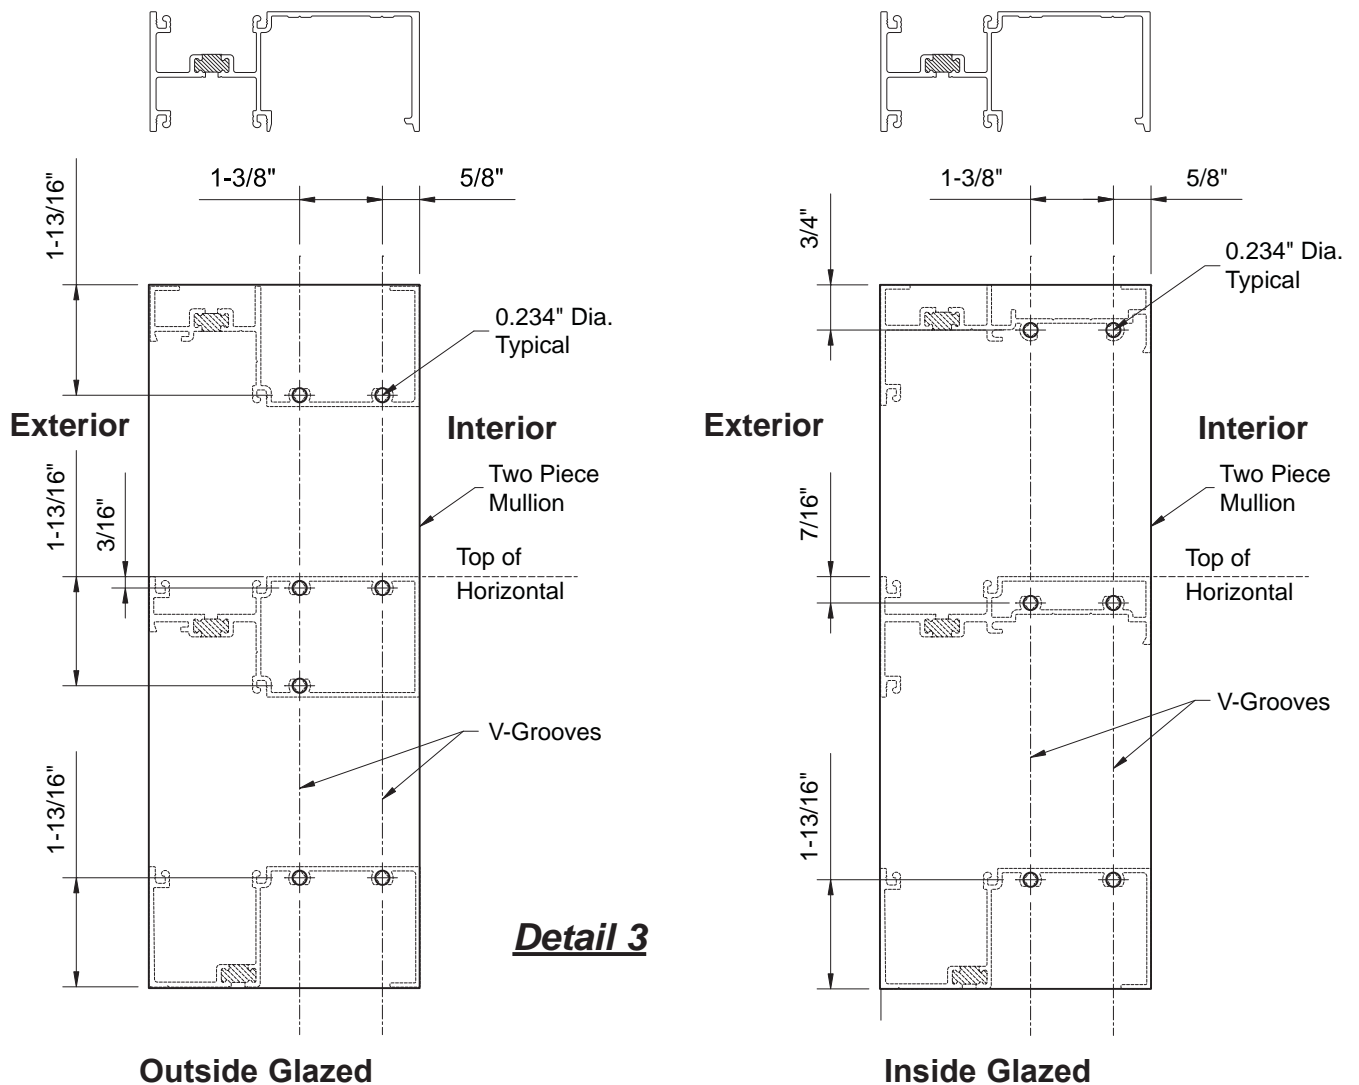 1-3/8"
5/8"
1-13/16"
0.234" Dia.
Typical
Exterior
Interior
1-13/16"
3/16"
Two Piece
Mullion
Top of
Horizontal
V-Grooves
1-13/16"
Outside Glazed
Detail 3
1-3/8"
5/8"
3/4"
0.234" Dia.
Typical
Exterior
Interior
7/16"
Two Piece
Mullion
Top of
Horizontal
V-Grooves
1-13/16"
Inside Glazed